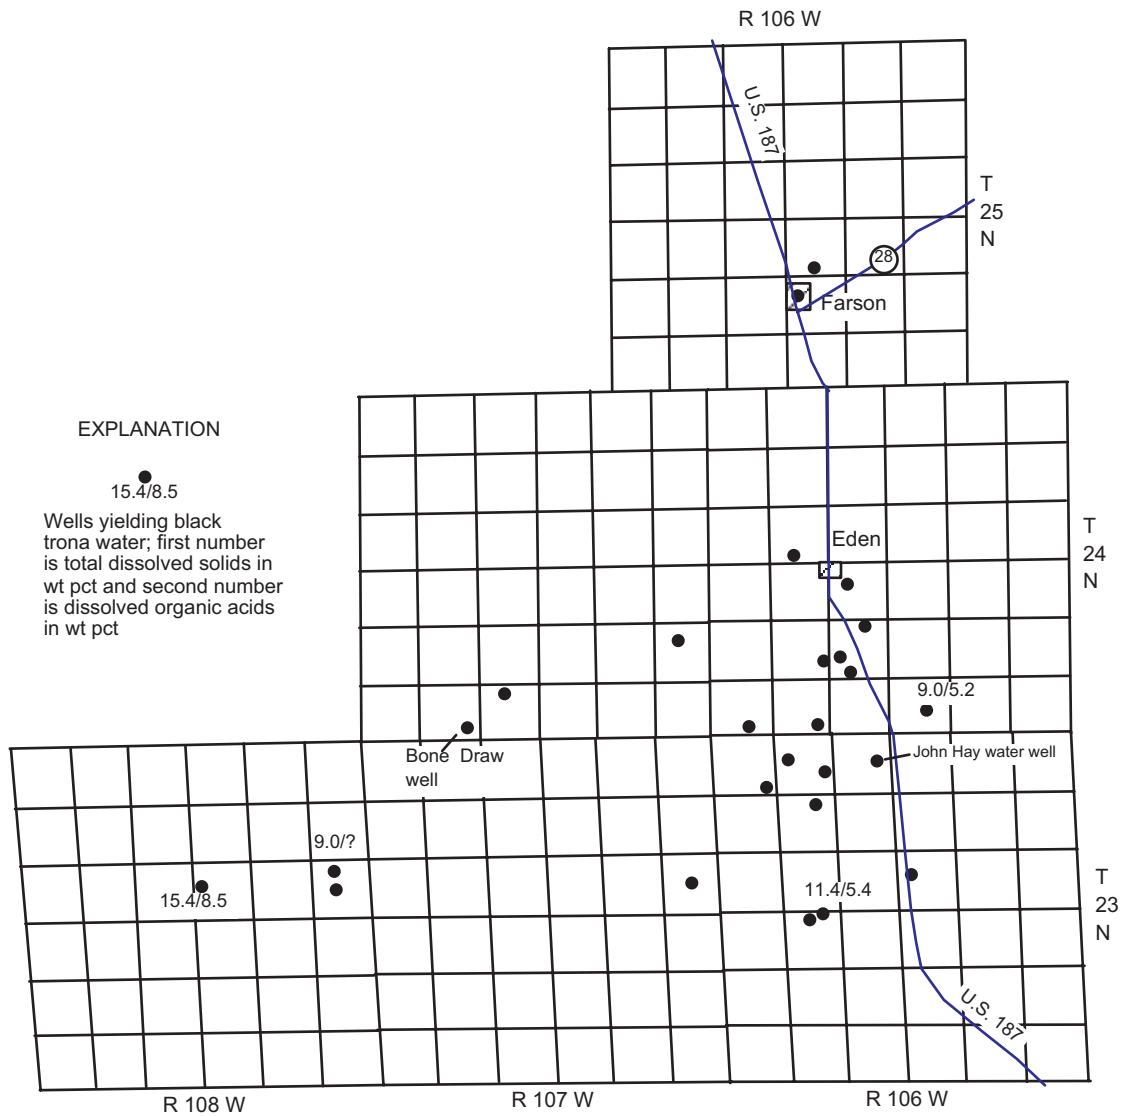 R 106 W
U.S. 187
T
25
N
28
Farson
EXPLANATION
15.4/8.5
Wells yielding black
trona water; first number
is total dissolved solids in
wt pct and second number
is dissolved organic acids
in wt pct
Eden
T
24
N
9.0/5.2
Bone Draw
well
John Hay water well
9.0/?
15.4/8.5
11.4/5.4
T
23
N
U.S. 187
R 108 W
R 107 W
R 106 W